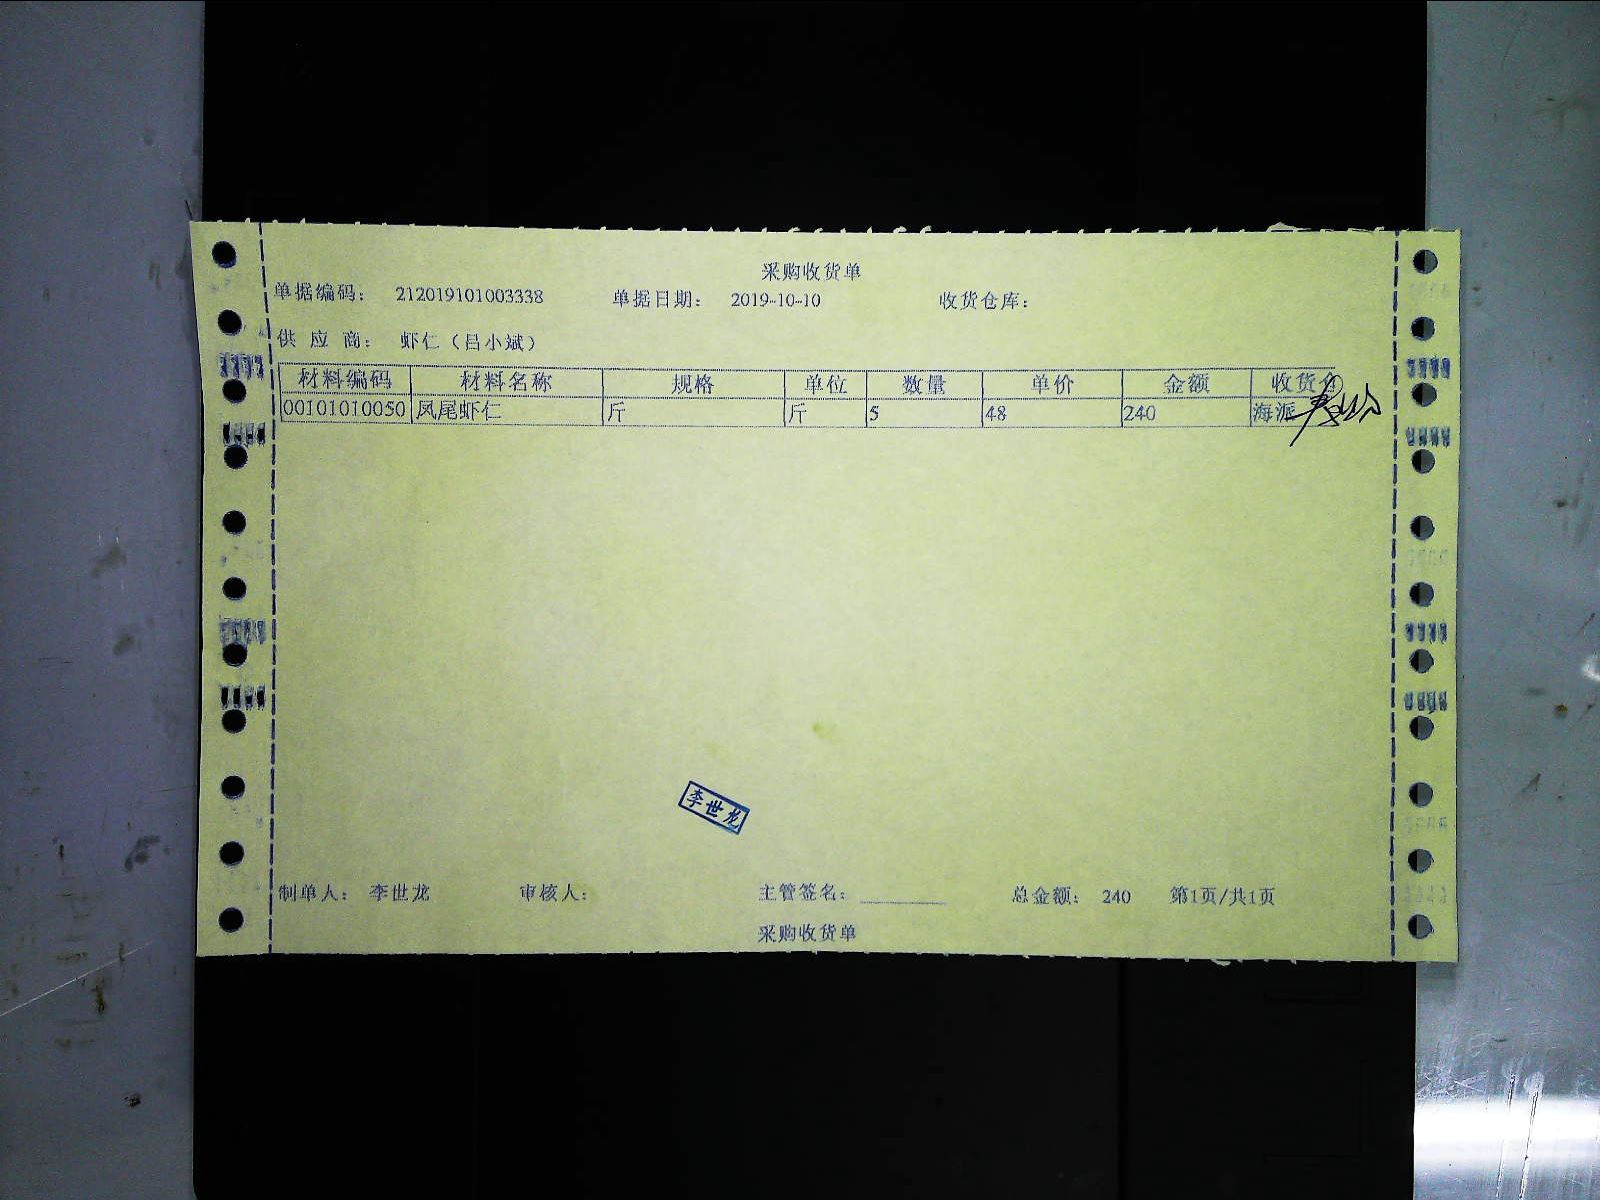 采购收货单
单据编码： 212019101003338 单据日期： 2019-10-10 收货仓库：
供 应 商： 虾仁（吕小斌）
材料编码 材料名称 规格 单位 数量 单价 金额 收货仓
00101010050 凤尾虾仁 斤 斤 5 48 240 海派
李世龙
制单人： 李世龙 审核人： 主管签名： 总金额： 240 第1页/共1页
采购收货单